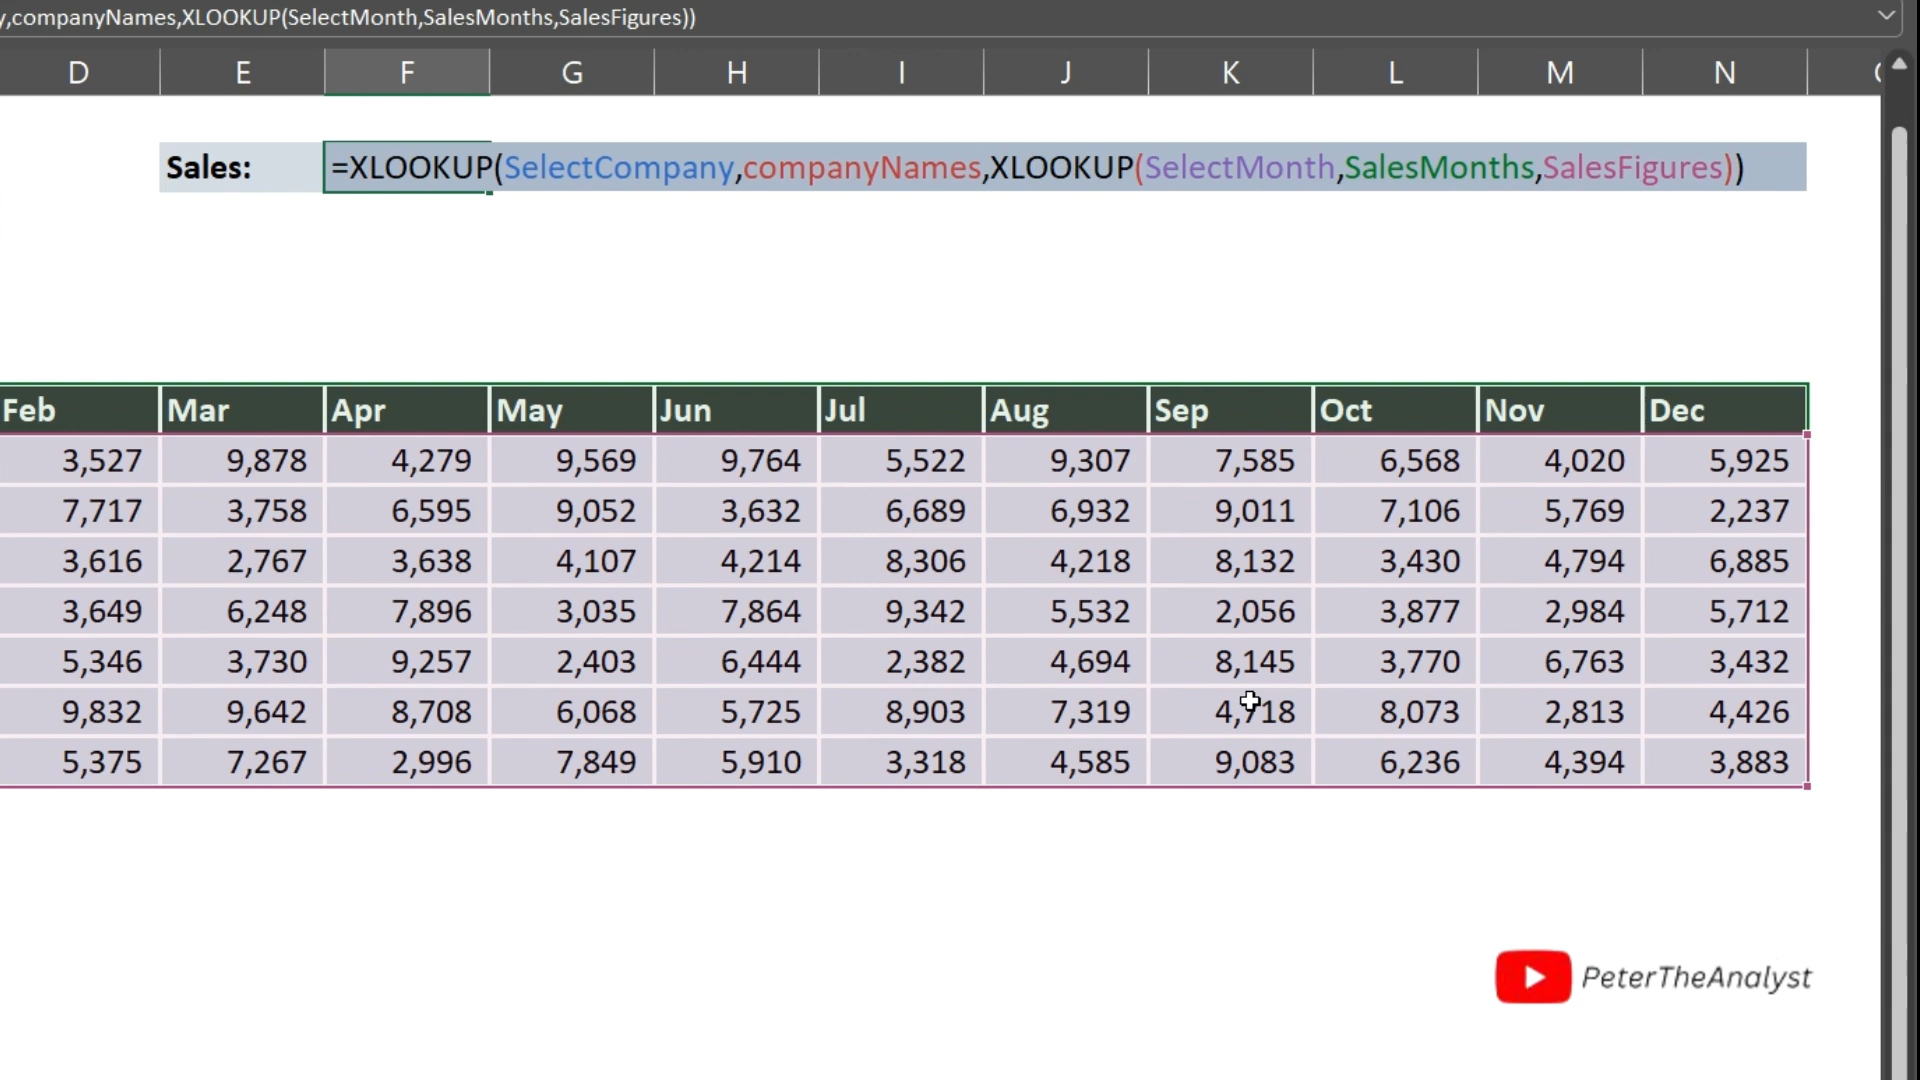 ,companyNames,XLOOKUP(SelectMonth,SalesMonths,SalesFigures))
D E F G H I J K L M N
Sales: =XLOOKUP(SelectCompany,companyNames,XLOOKUP(SelectMonth,SalesMonths,SalesFigures))
Feb Mar Apr May Jun Jul Aug Sep Oct Nov Dec
3,527 9,878 4,279 9,569 9,764 5,522 9,307 7,585 6,568 4,020 5,925
7,717 3,758 6,595 9,052 3,632 6,689 6,932 9,011 7,106 5,769 2,237
3,616 2,767 3,638 4,107 4,214 8,306 4,218 8,132 3,430 4,794 6,885
3,649 6,248 7,896 3,035 7,864 9,342 5,532 2,056 3,877 2,984 5,712
5,346 3,730 9,257 2,403 6,444 2,382 4,694 8,145 3,770 6,763 3,432
9,832 9,642 8,708 6,068 5,725 8,903 7,319 4,718 8,073 2,813 4,426
5,375 7,267 2,996 7,849 5,910 3,318 4,585 9,083 6,236 4,394 3,883
PeterTheAnalyst